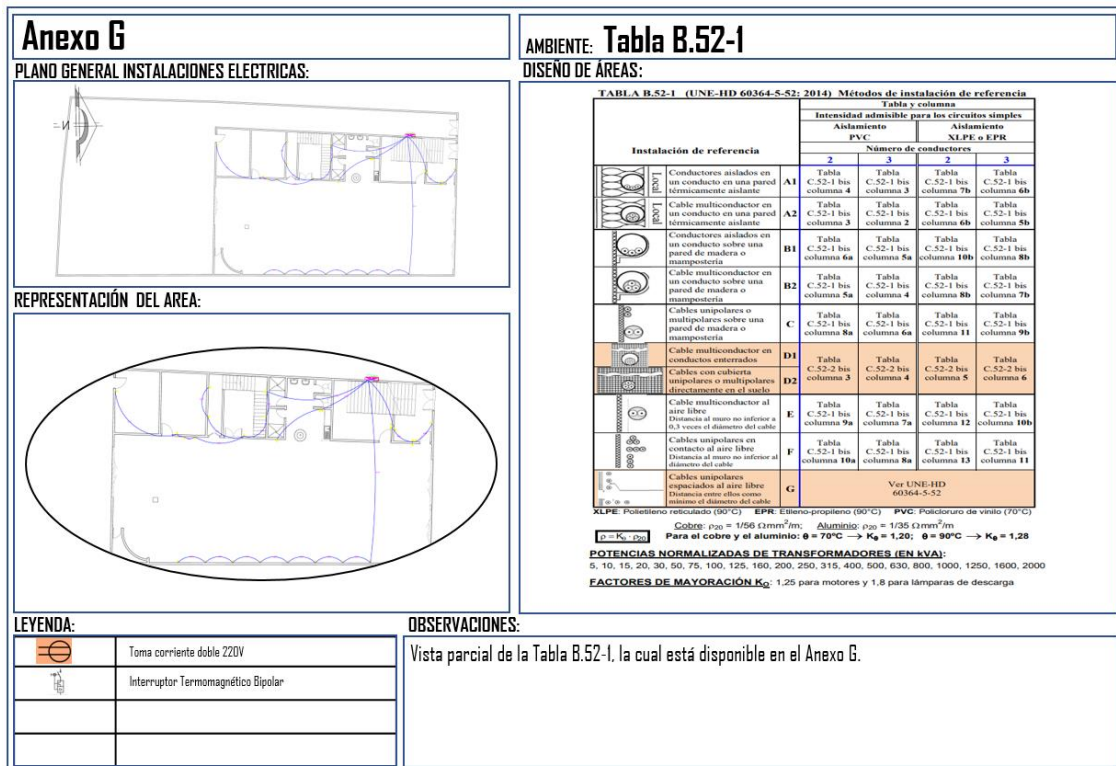 Anexo G
AMBIENTE: Tabla B.52-1
PLANO GENERAL INSTALACIONES ELECTRICAS:
DISEÑO DE ÁREAS:
TABLA B.52-1 (UNE-HD 60364-5-52: 2014) Métodos de instalación de referencia
Instalación de referencia
Tabla y columna
Intensidad admisible para los circuitos simples
Aislamiento PVC Aislamiento XLPE o EPR
Número de conductores
2 3 2 3
Local
Conductores aislados en
un conducto en una pared
térmicamente aislante
A1
Tabla C.52-1 bis columna 4
Tabla C.52-1 bis columna 3
Tabla C.52-1 bis columna 7b
Tabla C.52-1 bis columna 6b
Local
Cable multiconductor en
un conducto en una pared
térmicamente aislante
A2
Tabla C.52-1 bis columna 3
Tabla C.52-1 bis columna 2
Tabla C.52-1 bis columna 6b
Tabla C.52-1 bis columna 5b
Conductores aislados en
un conducto sobre una
pared de madera o
mampostería
B1
Tabla C.52-1 bis columna 6a
Tabla C.52-1 bis columna 5a
Tabla C.52-1 bis columna 10b
Tabla C.52-1 bis columna 8b
Cable multiconductor en
un conducto sobre una
pared de madera o
mampostería
B2
Tabla C.52-1 bis columna 5a
Tabla C.52-1 bis columna 4
Tabla C.52-1 bis columna 8b
Tabla C.52-1 bis columna 7b
Cables unipolares o
multipolares sobre una
pared de madera o
mampostería
C
Tabla C.52-1 bis columna 8a
Tabla C.52-1 bis columna 6a
Tabla C.52-1 bis columna 11
Tabla C.52-1 bis columna 9b
Cable multiconductor en
conductos enterrados
D1
Cables con cubierta
unipolares o multipolares
directamente en el suelo
D2
Tabla C.52-2 columna 3
Tabla C.52-2 columna 4
Tabla C.52-2 columna 5
Tabla C.52-2 columna 6
Cable multiconductor al
aire libre
Distancia al muro no inferior a
0,3 veces el diámetro del cable
E
Tabla C.52-1 bis columna 9a
Tabla C.52-1 bis columna 7a
Tabla C.52-1 bis columna 12
Tabla C.52-1 bis columna 10b
Cables unipolares en
contacto al aire libre
Distancia al muro no inferior al
diámetro del cable
F
Tabla C.52-1 bis columna 10a
Tabla C.52-1 bis columna 8a
Tabla C.52-1 bis columna 13
Tabla C.52-1 bis columna 11
Cables unipolares
espaciados al aire libre
Distancia entre ellos como
mínimo el diámetro del cable
G
Ver UNE-HD
60364-5-52
XLPE: Polietileno reticulado (90°C) EPR: Etileno-propileno (90°C) PVC: Policloruro de vinilo (70°C)
Cobre: ρ20 = 1/56 Ωmm²/m; Aluminio: ρ20 = 1/35 Ωmm²/m
ρ = Kθ · ρ20 Para el cobre y el aluminio: θ = 70°C → Kθ = 1,20; θ = 90°C → Kθ = 1,28
POTENCIAS NORMALIZADAS DE TRANSFORMADORES (EN kVA):
5, 10, 15, 20, 30, 50, 75, 100, 125, 160, 200, 250, 315, 400, 500, 630, 800, 1000, 1250, 1600, 2000
FACTORES DE MAYORACIÓN KQ: 1,25 para motores y 1,8 para lámparas de descarga
N
REPRESENTACIÓN DEL AREA:
LEYENDA:
Toma corriente doble 220V
Interruptor Termomagnético Bipolar
OBSERVACIONES:
Vista parcial de la Tabla B.52-1, la cual está disponible en el Anexo G.